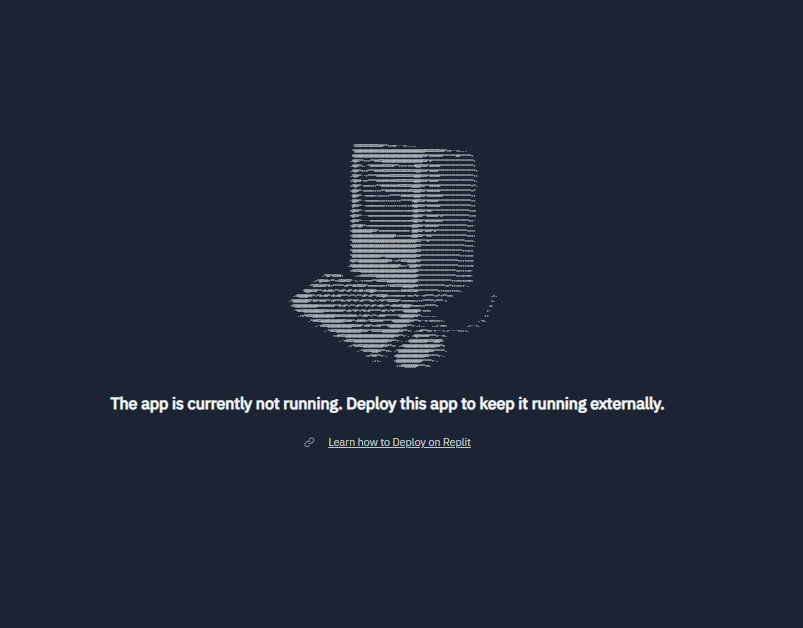 The app is currently not running. Deploy this app to keep it running externally.
Learn how to Deploy on Replit